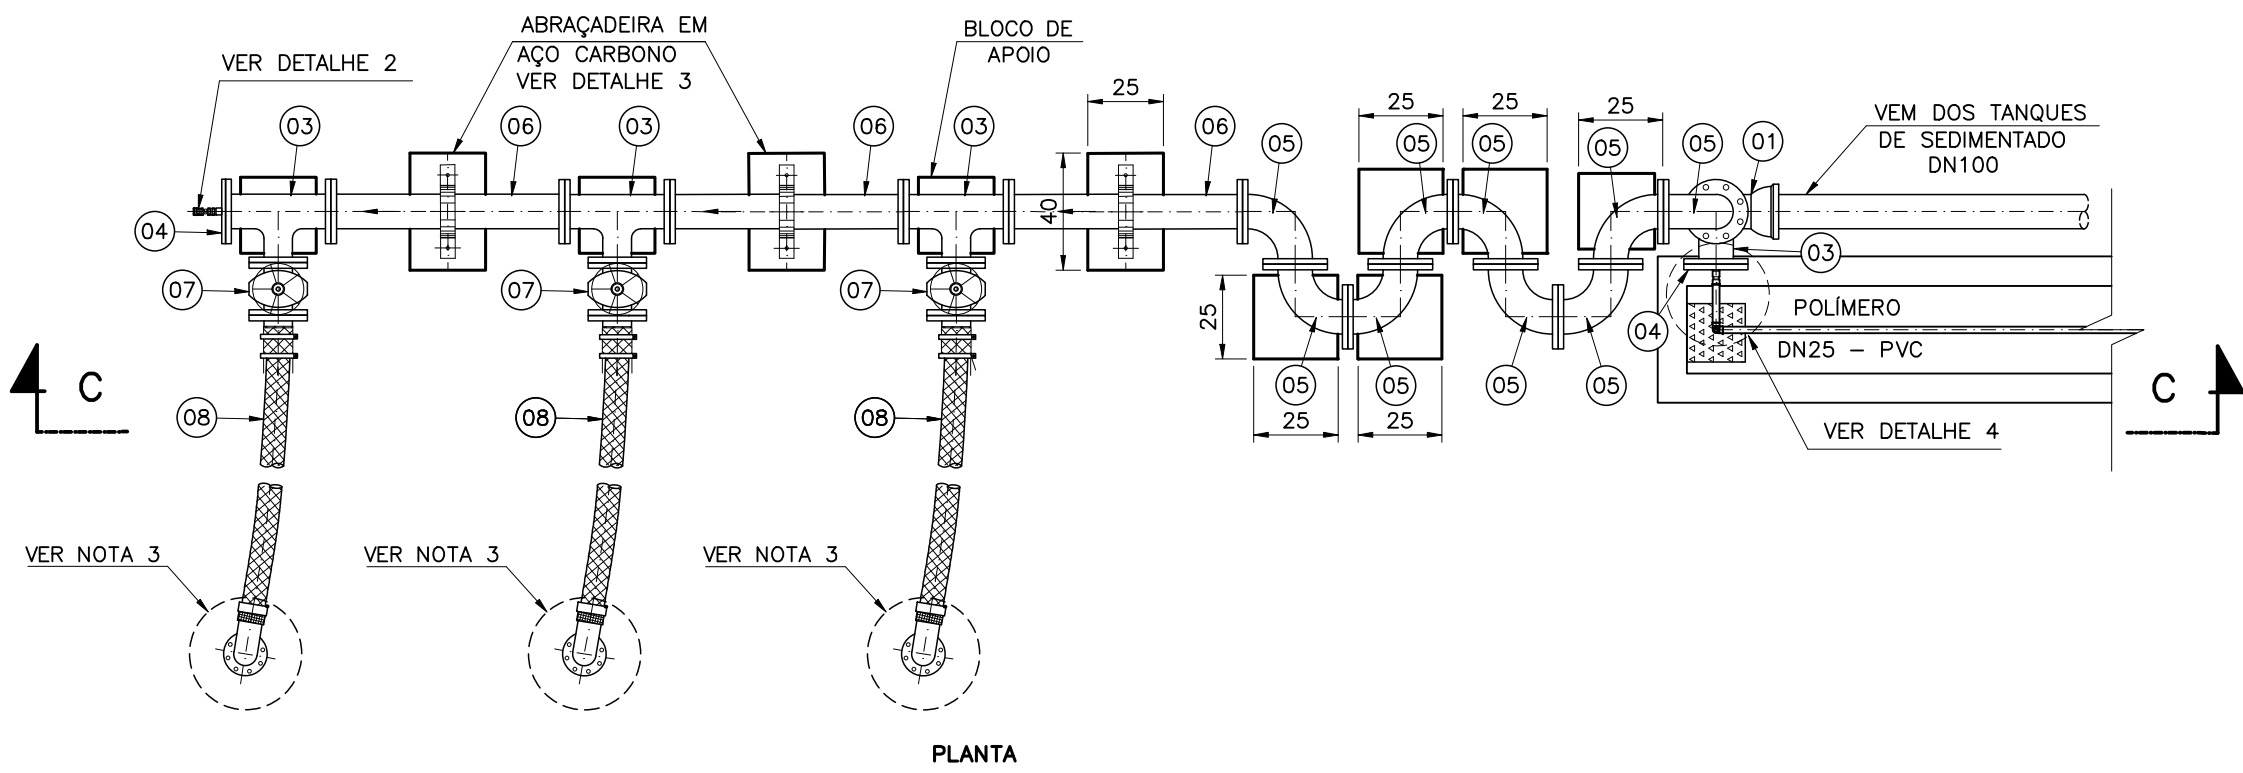 ABRAÇADEIRA EM
AÇO CARBONO
VER DETALHE 3
BLOCO DE
APOIO
VER DETALHE 2
25
25
25
25
VEM DOS TANQUES
DE SEDIMENTADO
DN100
03
06
03
06
03
06
05
05
05
05
05
01
40
04
03
07
07
07
25
04
POLÍMERO
DN25 - PVC
05
05
05
05
C
C
08
08
08
25
25
VER DETALHE 4
VER NOTA 3
VER NOTA 3
VER NOTA 3
PLANTA